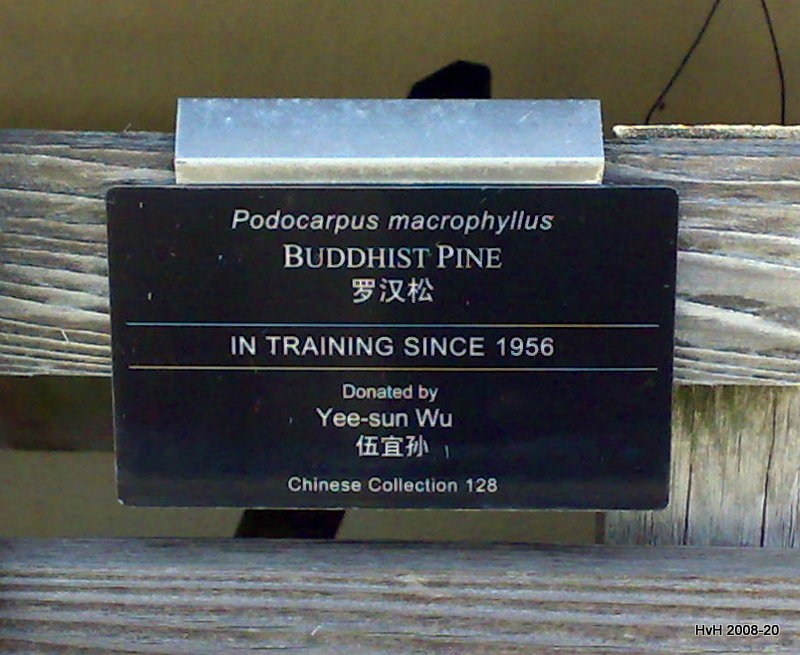 Podocarpus macrophyllus
BUDDHIST PINE
罗汉松
IN TRAINING SINCE 1956
Donated by
Yee-sun Wu
伍宜孙
Chinese Collection 128
HvH 2008-20